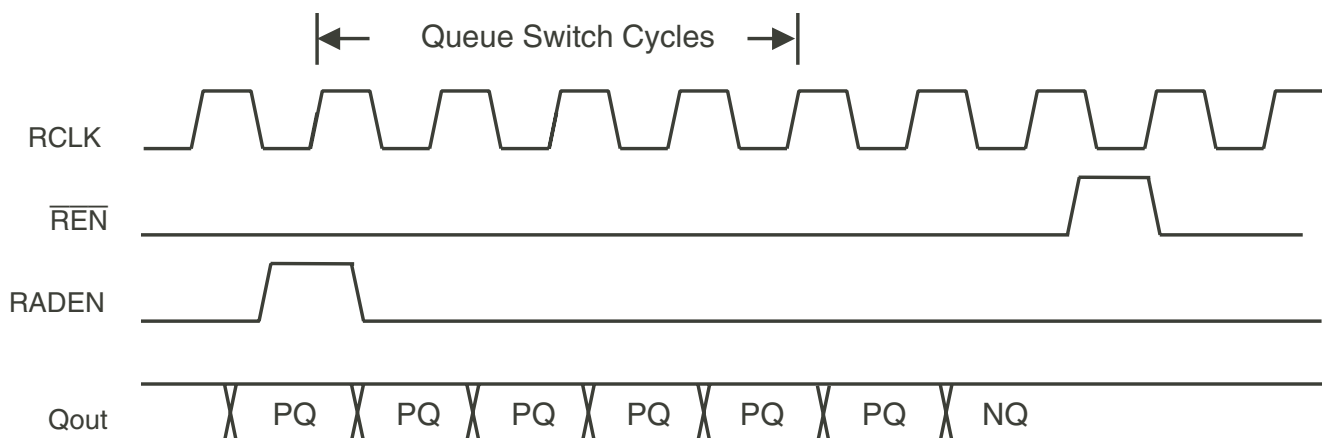 Queue Switch Cycles
RCLK
REN
RADEN
Qout PQ PQ PQ PQ PQ PQ NQ